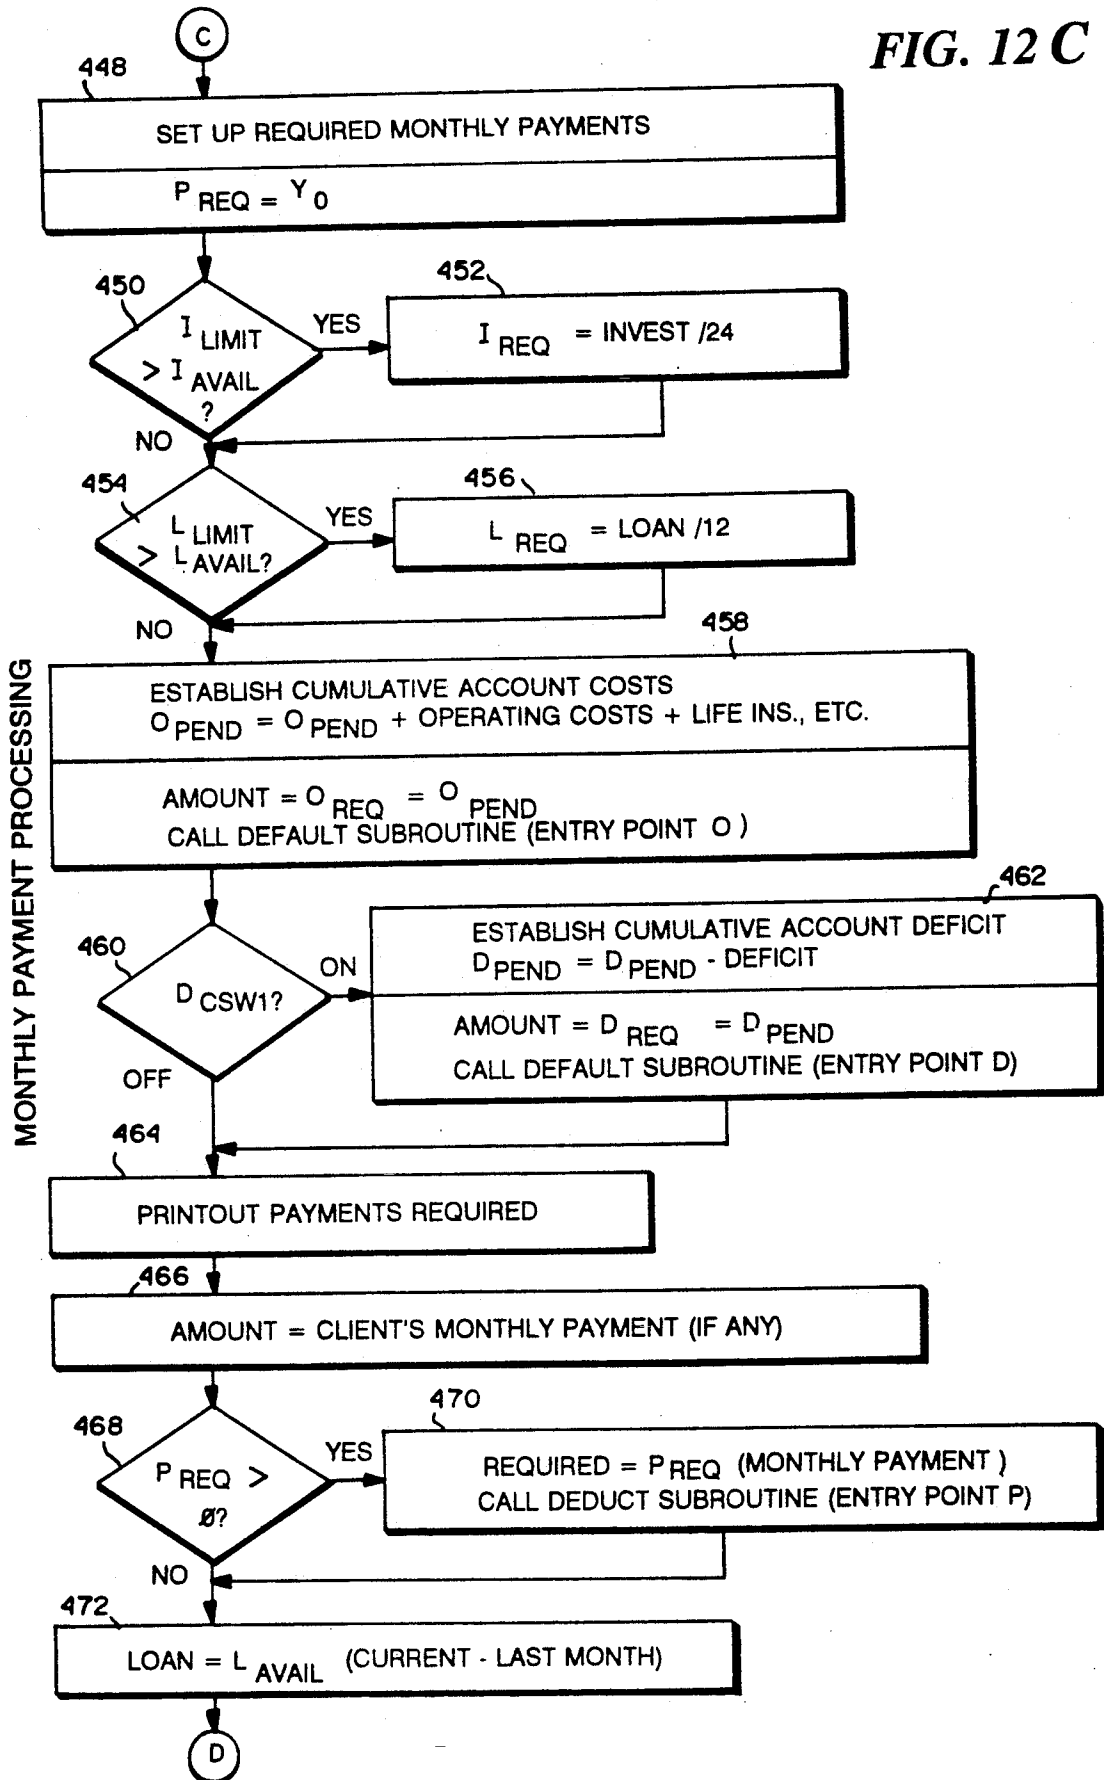 C
FIG. 12 C
448
SET UP REQUIRED MONTHLY PAYMENTS
P REQ = Y 0
450
I LIMIT
> I AVAIL
?
YES
NO
452
I REQ = INVEST /24
454
L LIMIT
> L AVAIL?
YES
NO
456
L REQ = LOAN /12
458
ESTABLISH CUMULATIVE ACCOUNT COSTS
O PEND = O PEND + OPERATING COSTS + LIFE INS., ETC.
AMOUNT = O REQ = O PEND
CALL DEFAULT SUBROUTINE (ENTRY POINT O )
MONTHLY PAYMENT PROCESSING
460
D CSW1?
ON
OFF
462
ESTABLISH CUMULATIVE ACCOUNT DEFICIT
D PEND = D PEND - DEFICIT
AMOUNT = D REQ = D PEND
CALL DEFAULT SUBROUTINE (ENTRY POINT D)
464
PRINTOUT PAYMENTS REQUIRED
466
AMOUNT = CLIENT'S MONTHLY PAYMENT (IF ANY)
468
P REQ >
Ø?
YES
NO
470
REQUIRED = P REQ (MONTHLY PAYMENT )
CALL DEDUCT SUBROUTINE (ENTRY POINT P)
472
LOAN = L AVAIL (CURRENT - LAST MONTH)
D